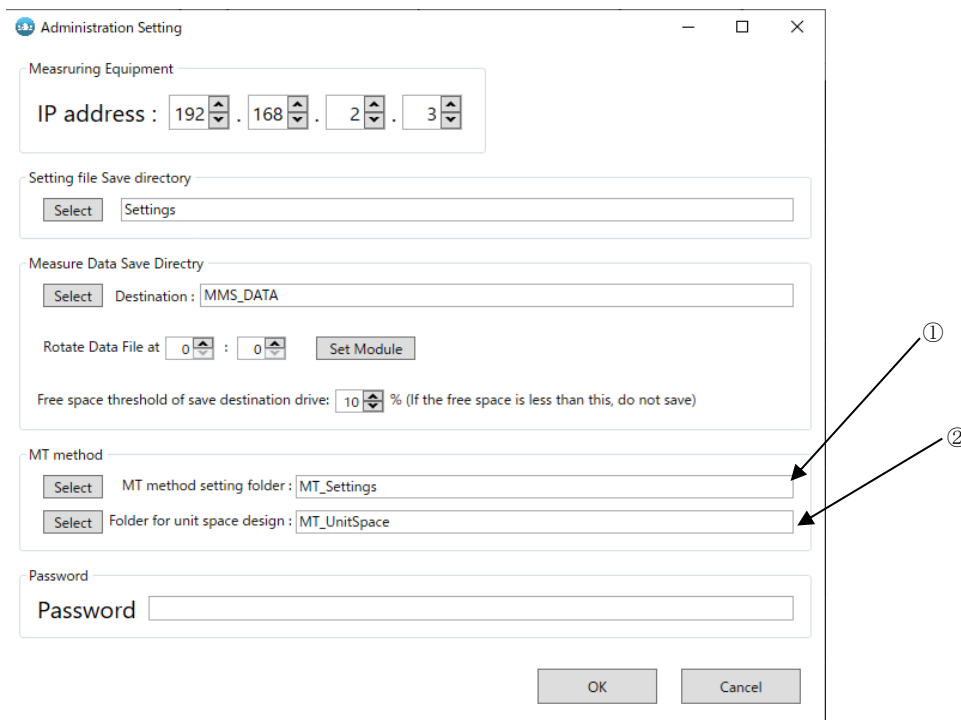 Administration Setting
Measruring Equipment
IP address : 192 . 168 . 2 . 3
Setting file Save directory
Select Settings
Measure Data Save Directry
Select Destination : MMS_DATA
①
Rotate Data File at 0 : 0 Set Module
Free space threshold of save destination drive: 10 % (If the free space is less than this, do not save)
②
MT method
Select MT method setting folder : MT_Settings
Select Folder for unit space design : MT_UnitSpace
Password
Password
OK Cancel